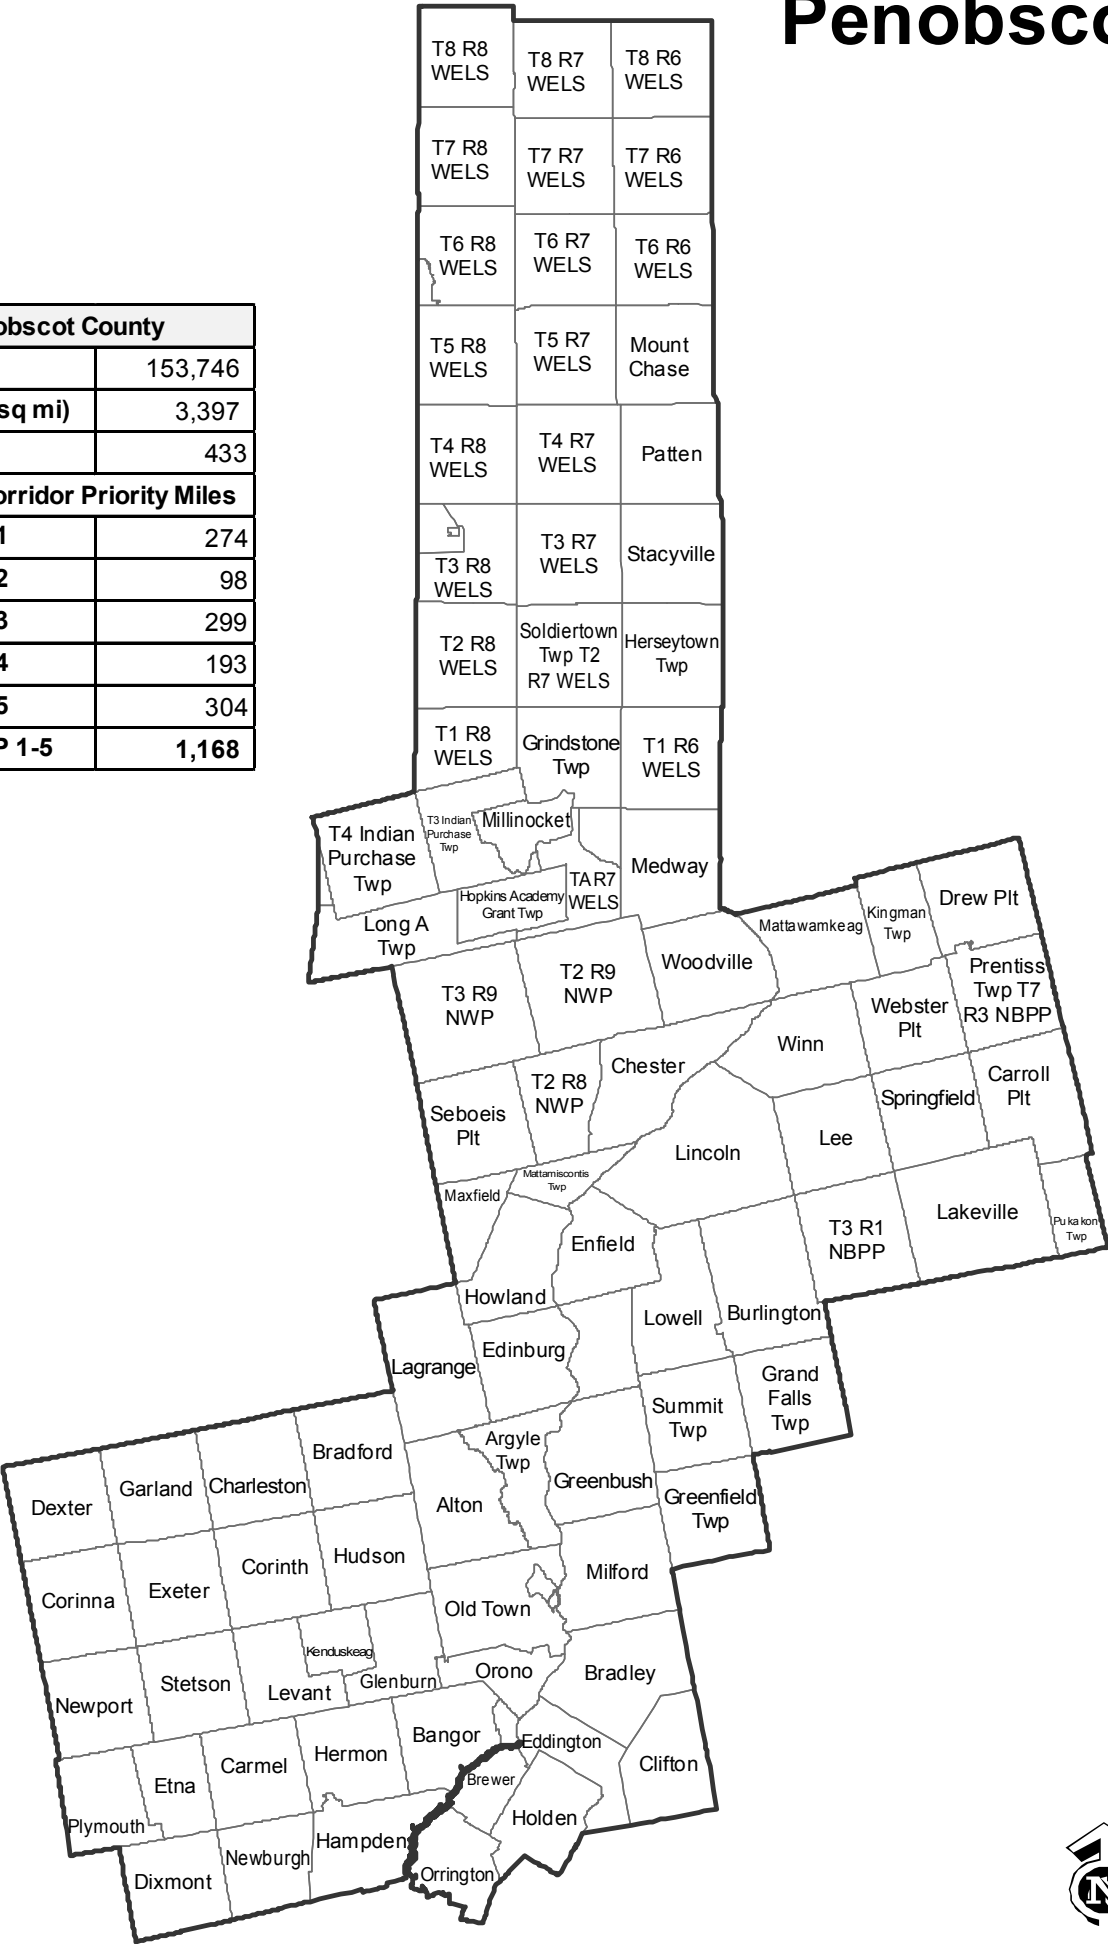 Penobsco
T8 R8
WELS
T8 R7
WELS
T8 R6
WELS
T7 R8
WELS
T7 R7
WELS
T7 R6
WELS
T6 R8
WELS
T6 R7
WELS
T6 R6
WELS
obscot County
153,746
sq mi)
3,397
433
orridor Priority Miles
1
274
2
98
3
299
4
193
5
304
P 1-5
1,168
T5 R8
WELS
T5 R7
WELS
Mount
Chase
T4 R8
WELS
T4 R7
WELS
Patten
T3 R8
WELS
T3 R7
WELS
Stacyville
T2 R8
WELS
Soldiertown
Twp T2
R7 WELS
Herseytown
Twp
T1 R8
WELS
Grindstone
Twp
T1 R6
WELS
T4 Indian
Purchase
Twp
T3 Indian
Purchase
Twp
Millinocket
Medway
TA R7
WELS
Hopkins Academy
Grant Twp
Long A
Twp
Mattawamkeag
Kingman
Twp
Drew Plt
T3 R9
NWP
T2 R9
NWP
Woodville
Prentiss
Twp T7
R3 NBPP
Webster
Plt
Winn
Chester
T2 R8
NWP
Seboeis
Plt
Springfield
Carroll
Plt
Lee
Lincoln
Mattamiscontis
Twp
Maxfield
Enfield
T3 R1
NBPP
Lakeville
Pukakon
Twp
Howland
Lowell
Burlington
Edinburg
Lagrange
Grand
Falls
Twp
Summit
Twp
Argyle
Twp
Greenbush
Greenfield
Twp
Bradford
Charleston
Garland
Dexter
Alton
Hudson
Corinth
Exeter
Corinna
Milford
Old Town
Kenduskeag
Glenburn
Levant
Stetson
Newport
Orono
Bradley
Bangor
Eddington
Clifton
Hermon
Carmel
Etna
Plymouth
Brewer
Holden
Hampden
Newburgh
Dixmont
Orrington
N